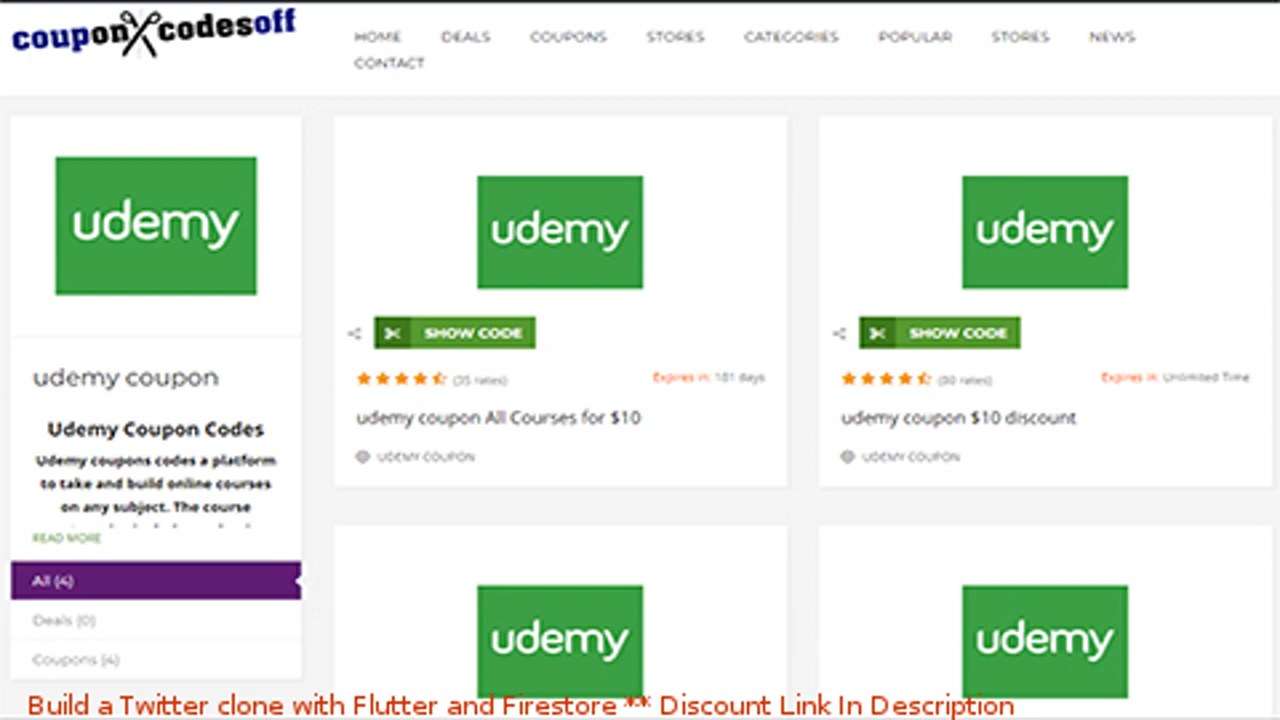 couponXcodesoff
HOME DEALS COUPONS STORES CATEGORIES POPULAR STORES NEWS
CONTACT
udemy
udemy coupon
Udemy Coupon Codes
Udemy coupons codes a platform
to take and build online courses
on any subject. The course
READ MORE
All (4)
Deals (0)
Coupons (4)
udemy
SHOW CODE
(35 rates) Expires in: 181 days
udemy coupon All Courses for $10
UDEMY COUPON
udemy
SHOW CODE
(80 rates) Expires in: Unlimited Time
udemy coupon $10 discount
UDEMY COUPON
udemy
udemy
Build a Twitter clone with Flutter and Firestore ** Discount Link In Description